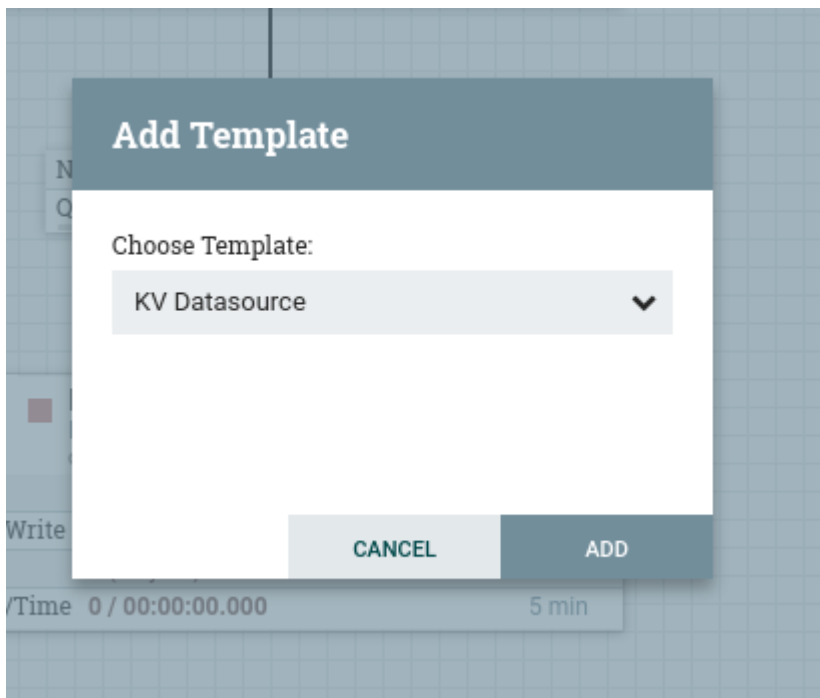 Add Template
N
Q
Choose Template:
KV Datasource
Write
CANCEL
ADD
/Time 0 / 00:00:00.000 5 min